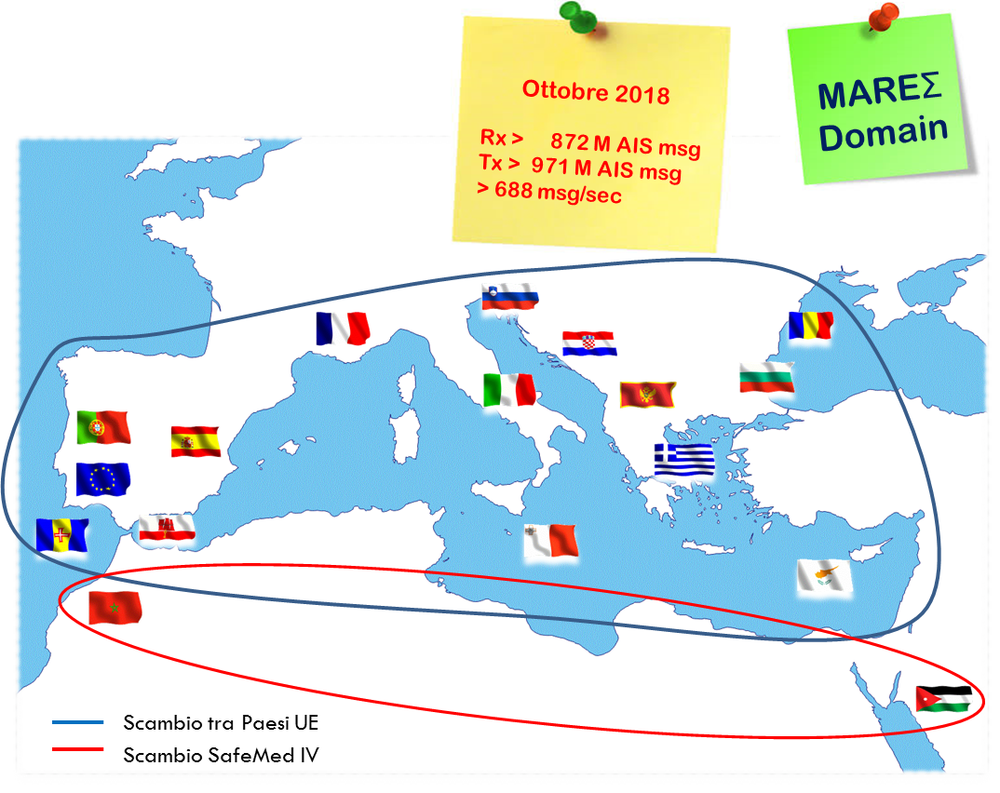 Ottobre 2018
Rx > 872 M AIS msg
Tx > 971 M AIS msg
> 688 msg/sec
MAREΣ
Domain
Scambio tra Paesi UE
Scambio SafeMed IV